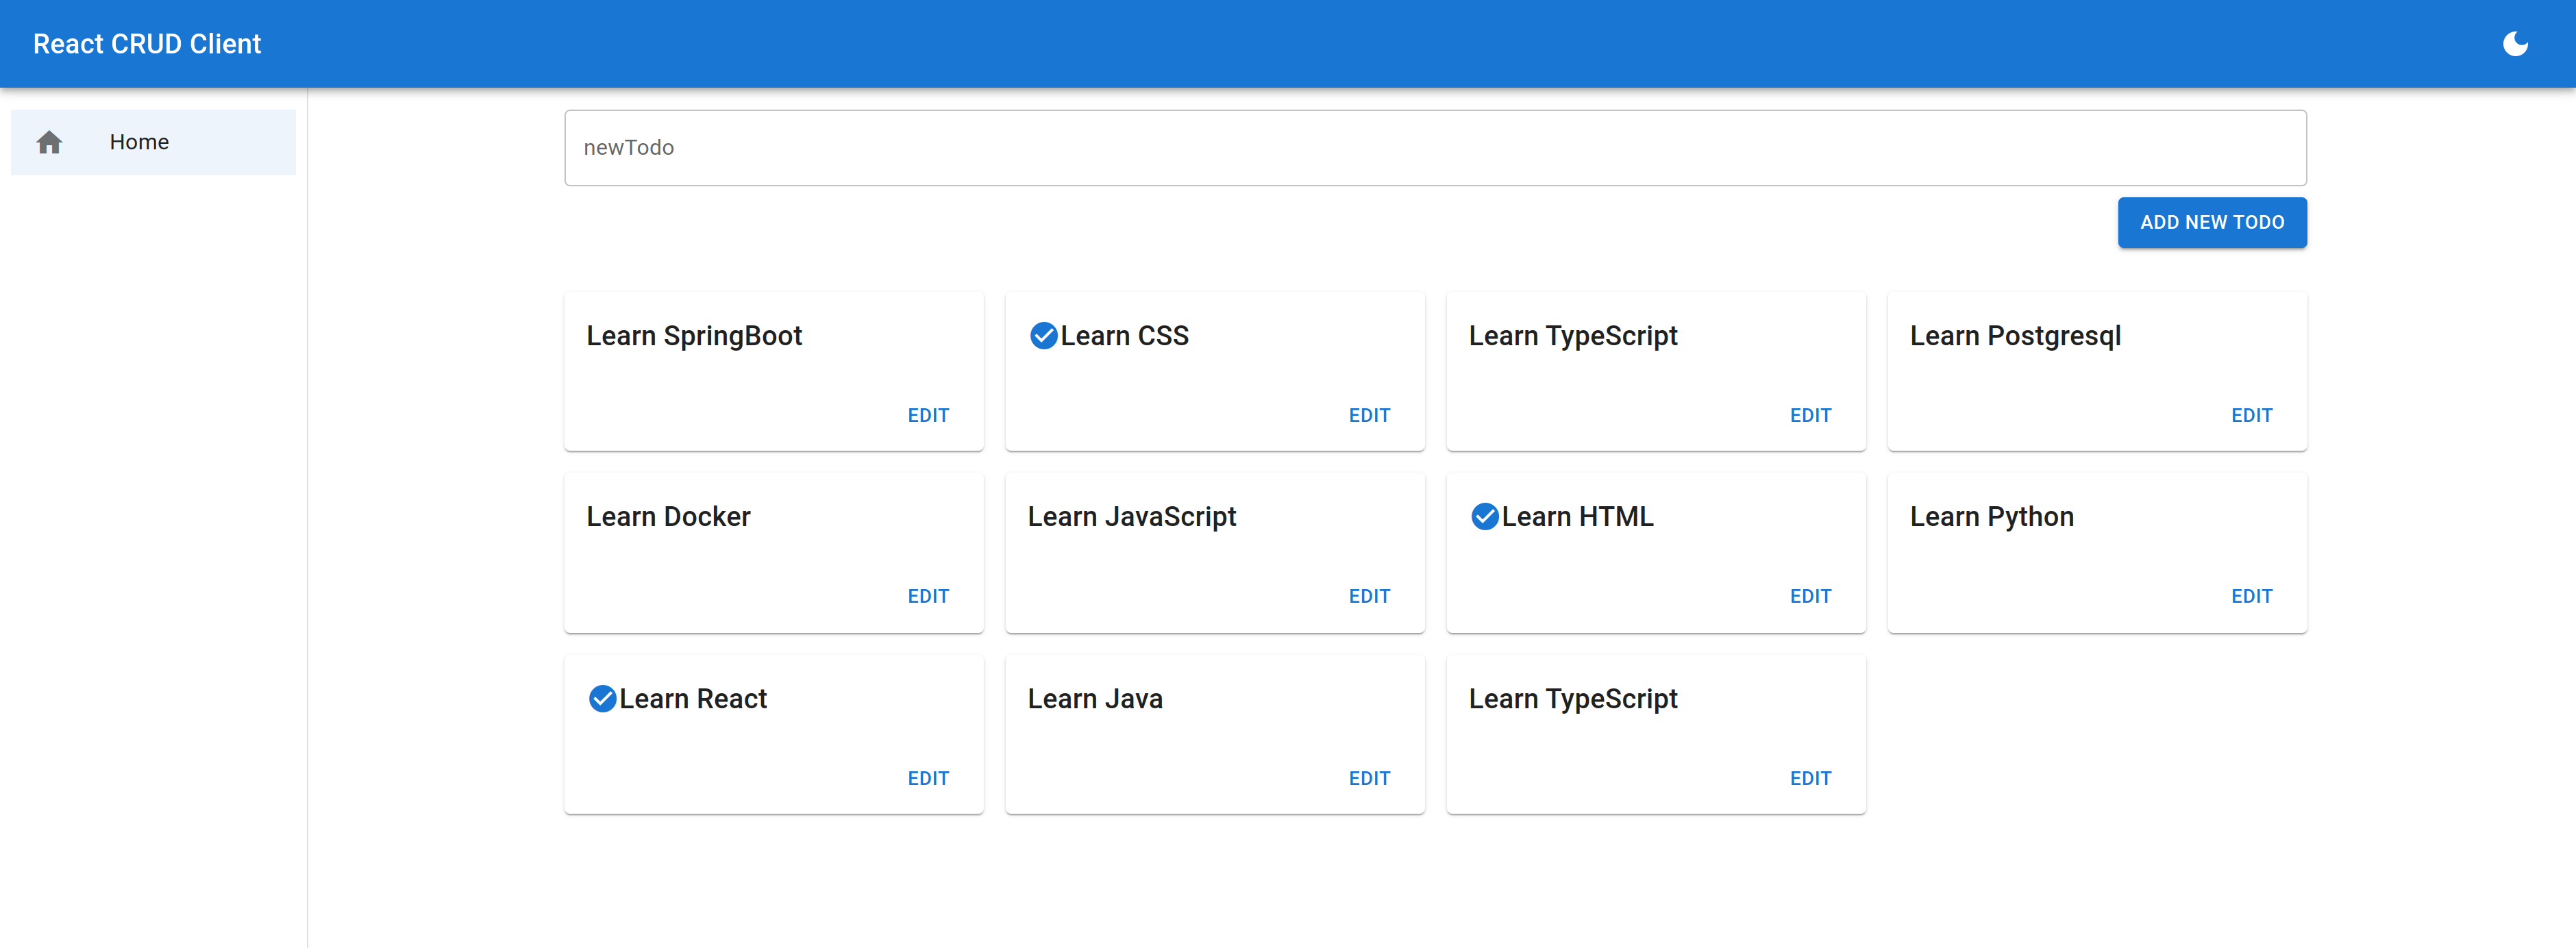 React CRUD Client
Home
newTodo
ADD NEW TODO
Learn SpringBoot
EDIT
Learn CSS
EDIT
Learn TypeScript
EDIT
Learn Postgresql
EDIT
Learn Docker
EDIT
Learn JavaScript
EDIT
Learn HTML
EDIT
Learn Python
EDIT
Learn React
EDIT
Learn Java
EDIT
Learn TypeScript
EDIT